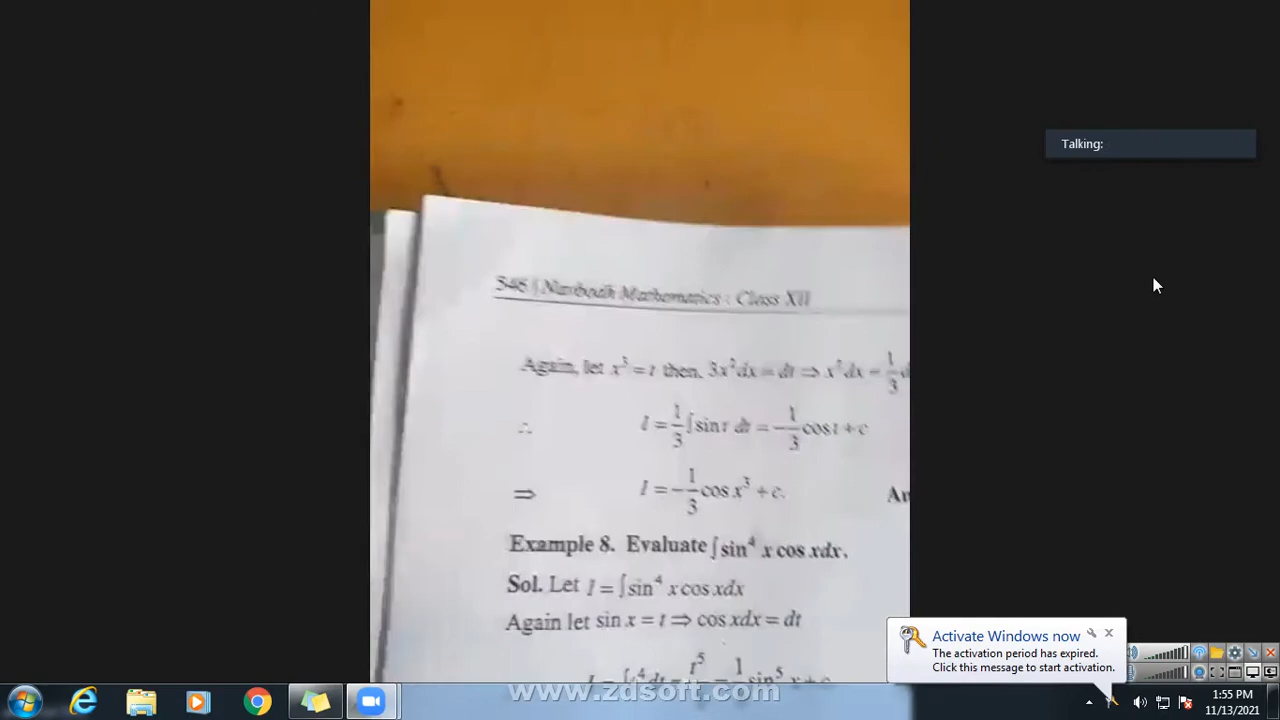 Talking:
546 | Navbodh Mathematics : Class XII
Again, let x³ = t then, 3x²dx = dt ⇒ x²dx = 1/3 d
∴ I = 1/3 ∫ sin t dt = -1/3 cos t + c
⇒ I = -1/3 cos x³ + c.
Example 8. Evaluate ∫ sin⁴ x cos xdx.
Sol. Let I = ∫ sin⁴ x cos xdx
Again let sin x = t ⇒ cos xdx = dt
Activate Windows now
The activation period has expired.
Click this message to start activation.
www.zdsoft.com
1:55 PM
11/13/2021